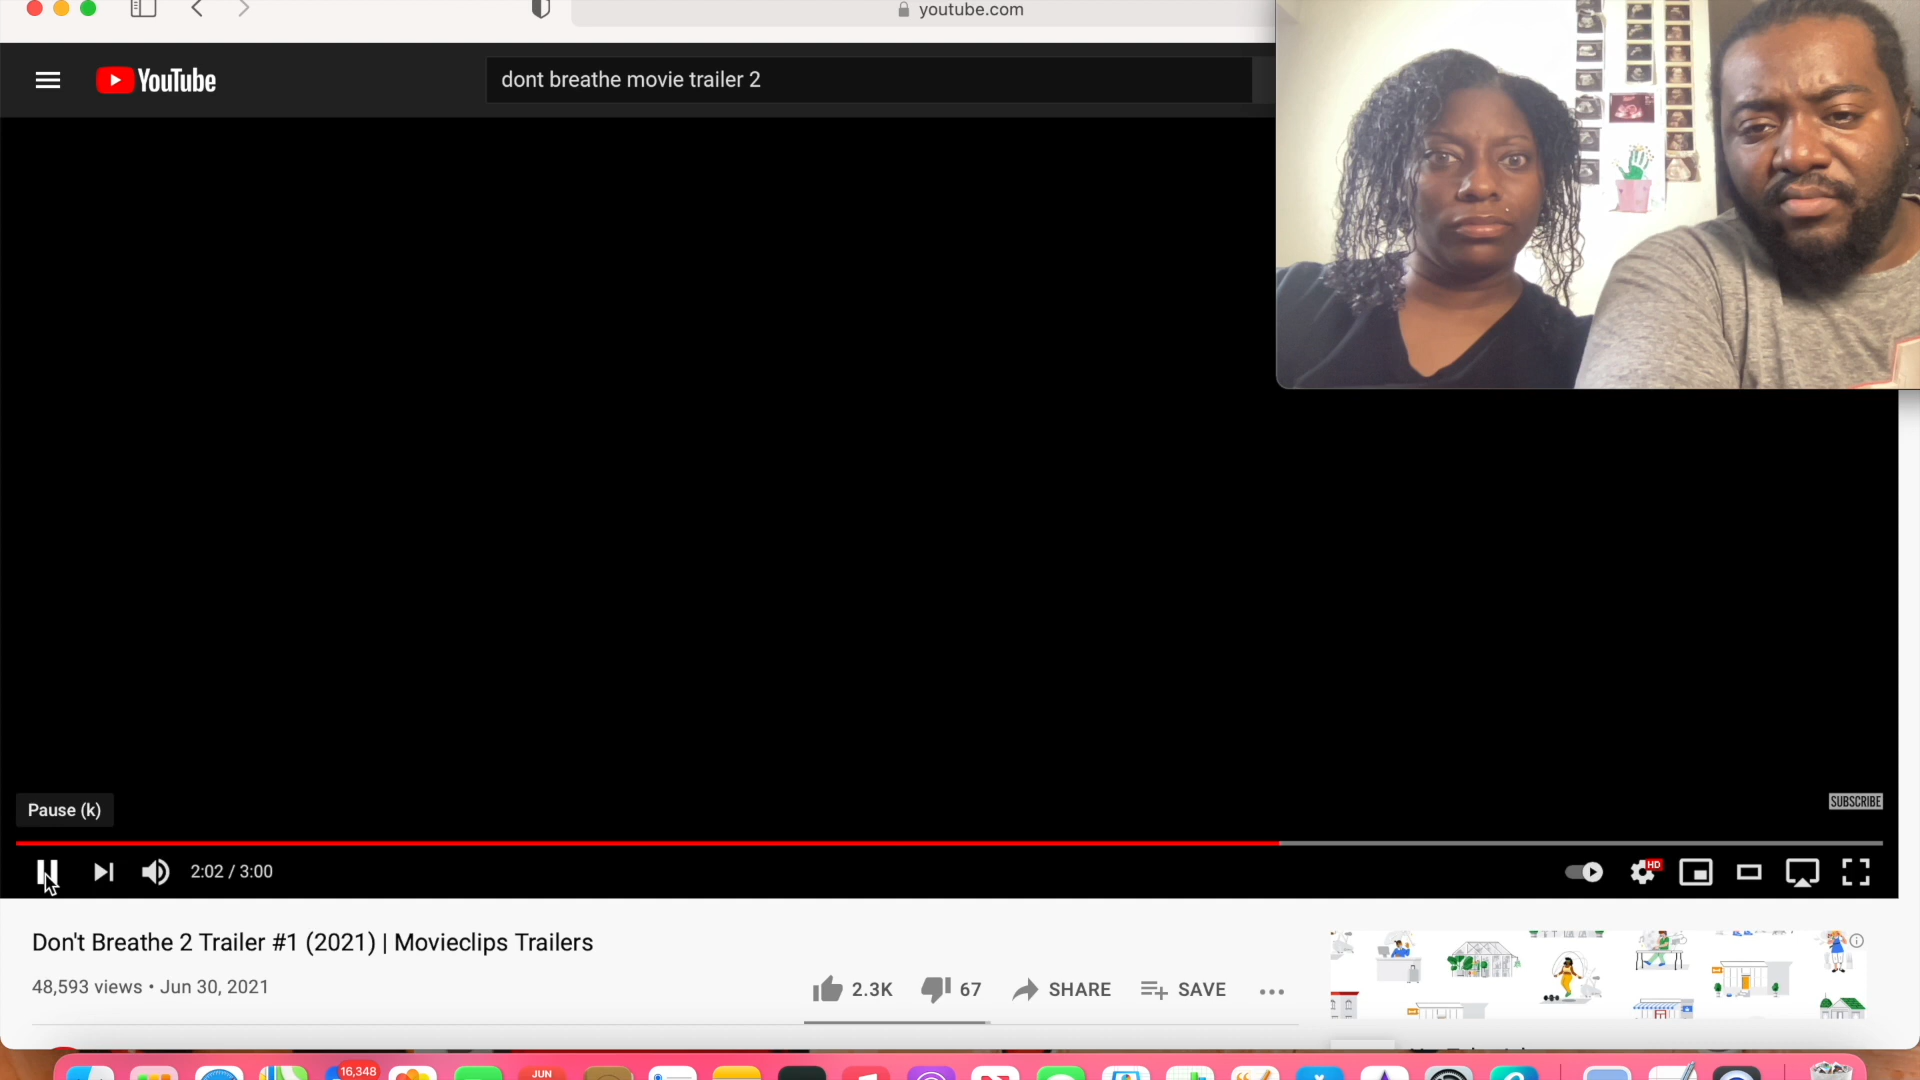 youtube.com
YouTube
dont breathe movie trailer 2
Pause (k)
SUBSCRIBE
2:02 / 3:00
HD
Don't Breathe 2 Trailer #1 (2021) | Movieclips Trailers
48,593 views • Jun 30, 2021
2.3K
67
SHARE
SAVE
16,348
JUN